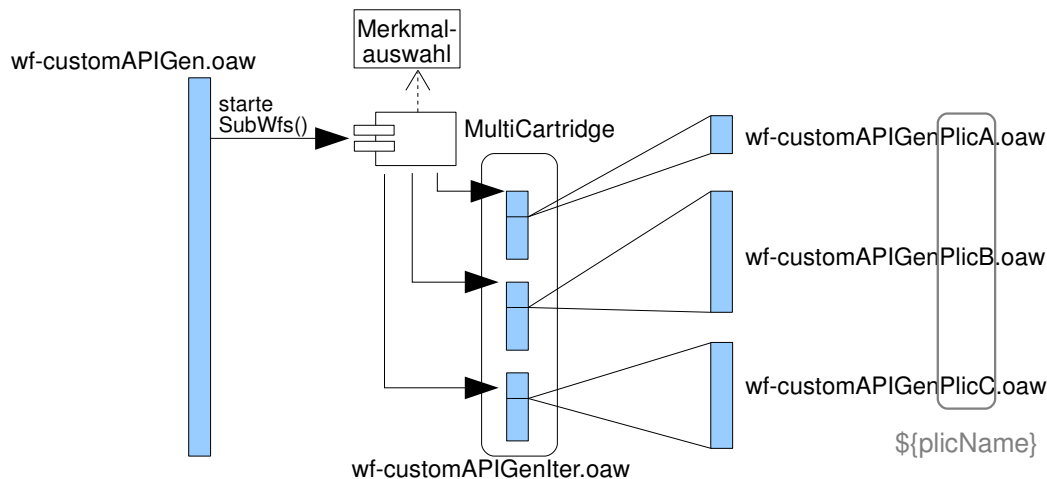 Merkmal-
auswahl
wf-customAPIGen.oaw
starte
SubWfs()
MultiCartridge
wf-customAPIGenPlicA.oaw
wf-customAPIGenPlicB.oaw
wf-customAPIGenPlicC.oaw
${plicName}
wf-customAPIGenIter.oaw